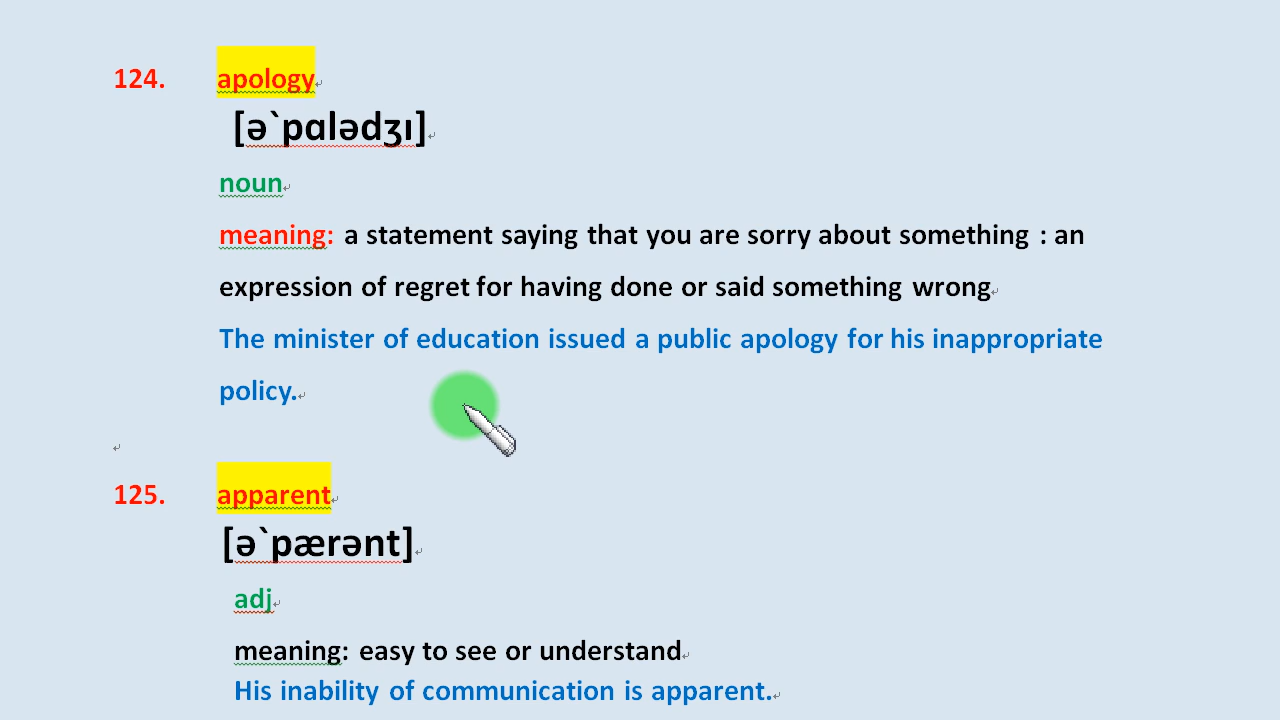 124. apology
[ə`pɑlədʒɪ]
noun
meaning: a statement saying that you are sorry about something : an
expression of regret for having done or said something wrong
The minister of education issued a public apology for his inappropriate
policy.
125. apparent
[ə`pærənt]
adj
meaning: easy to see or understand
His inability of communication is apparent.